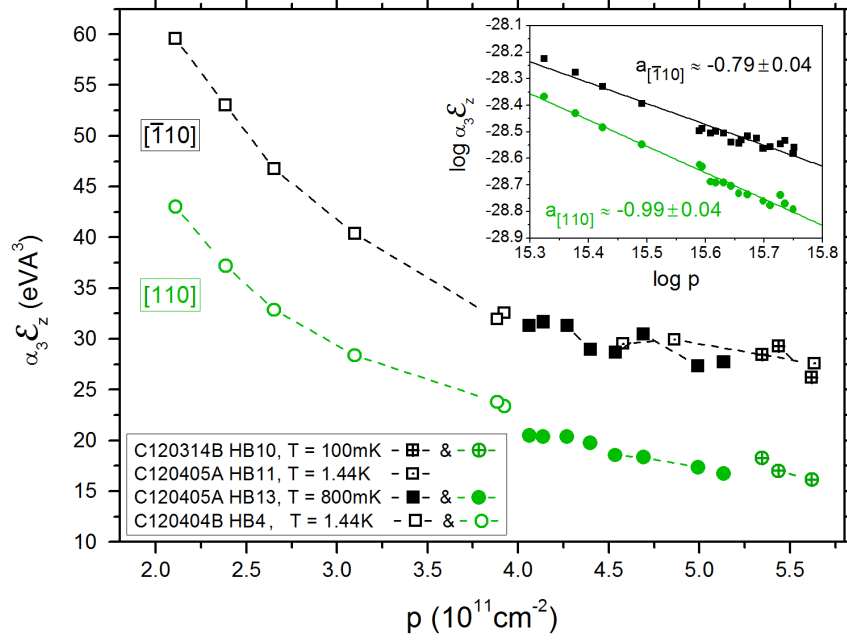 60
55
50
45
40
35
30
25
20
15
10
α₃ℰz (eVA³)
[1̄10]
[110]
-28.1
-28.2
-28.3
-28.4
-28.5
-28.6
-28.7
-28.8
-28.9
log α₃ℰz
a[1̄10] ≈ -0.79±0.04
a[110] ≈ -0.99±0.04
15.3 15.4 15.5 15.6 15.7 15.8
log p
C120314B HB10, T = 100mK & 
C120405A HB11, T = 1.44K
C120405A HB13, T = 800mK & 
C120404B HB4, T = 1.44K & 
2.0 2.5 3.0 3.5 4.0 4.5 5.0 5.5
p (10¹¹cm⁻²)